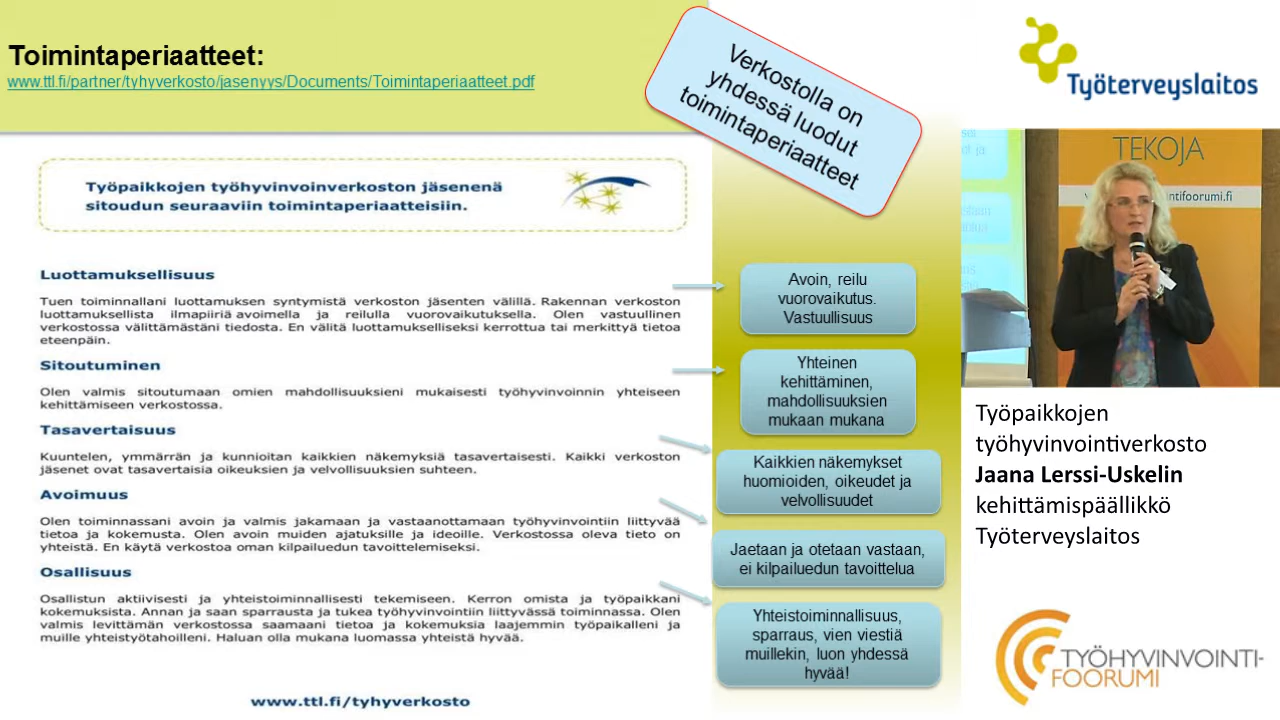 Toimintaperiaatteet:
www.ttl.fi/partner/tyhyverkosto/jasenyys/Documents/Toimintaperiaatteet.pdf
Verkostolla on
yhdessä luodut
toimintaperiaatteet
Työpaikkojen työhyvinvoinverkoston jäsenenä
sitoudun seuraaviin toimintaperiaatteisiin.
Luottamuksellisuus
Tuen toiminnallani luottamuksen syntymistä verkoston jäsenten välillä. Rakennan verkoston
luottamuksellista ilmapiiriä avoimella ja reilulla vuorovaikutuksella. Olen vastuullinen
verkostossa välittämästäni tiedosta. En välitä luottamukselliseksi kerrottua tai merkittyä tietoa
eteenpäin.
Sitoutuminen
Olen valmis sitoutumaan omien mahdollisuuksieni mukaisesti työhyvinvoinnin yhteiseen
kehittämiseen verkostossa.
Tasavertaisuus
Kuuntelen, ymmärrän ja kunnioitan kaikkien näkemyksiä tasavertaisesti. Kaikki verkoston
jäsenet ovat tasavertaisia oikeuksien ja velvollisuuksien suhteen.
Avoimuus
Olen toiminnassani avoin ja valmis jakamaan ja vastaanottamaan työhyvinvointiin liittyvää
tietoa ja kokemusta. Olen avoin muiden ajatuksille ja ideoille. Verkostossa oleva tieto on
yhteistä. En käytä verkostoa oman kilpailuedun tavoittelemiseksi.
Osallisuus
Osallistun aktiivisesti ja yhteistoiminnallisesti tekemiseen. Kerron omista ja työpaikkani
kokemuksista. Annan ja saan sparrausta ja tukea työhyvinvointiin liittyvässä toiminnassa. Olen
valmis levittämän verkostossa saamaani tietoa ja kokemuksia laajemmin työpaikalleni ja
muille yhteistyötahoilleni. Haluan olla mukana luomassa yhteistä hyvää.
www.ttl.fi/tyhyverkosto
Avoin, reilu
vuorovaikutus.
Vastuullisuus
Yhteinen
kehittäminen,
mahdollisuuksien
mukaan mukana
Kaikkien näkemykset
huomioiden, oikeudet ja
velvollisuudet
Jaetaan ja otetaan vastaan,
ei kilpailuedun tavoittelua
Yhteistoiminnallisuus,
sparraus, vien viestiä
muillekin, luon yhdessä
hyvää!
Työterveyslaitos
TEKOJA
Työpaikkojen
työhyvinvointiverkosto
Jaana Lerssi-Uskelin
kehittämispäällikkö
Työterveyslaitos
TYÖHYVINVOINTI-
FOORUMI